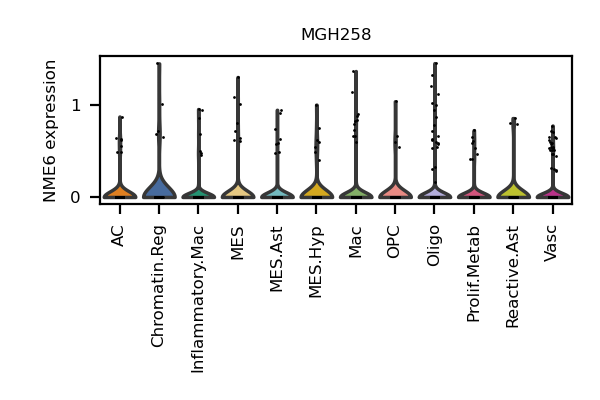 MGH258
NME6 expression
1
0
AC
Chromatin.Reg
Inflammatory.Mac
MES
MES.Ast
MES.Hyp
Mac
OPC
Oligo
Prolif.Metab
Reactive.Ast
Vasc